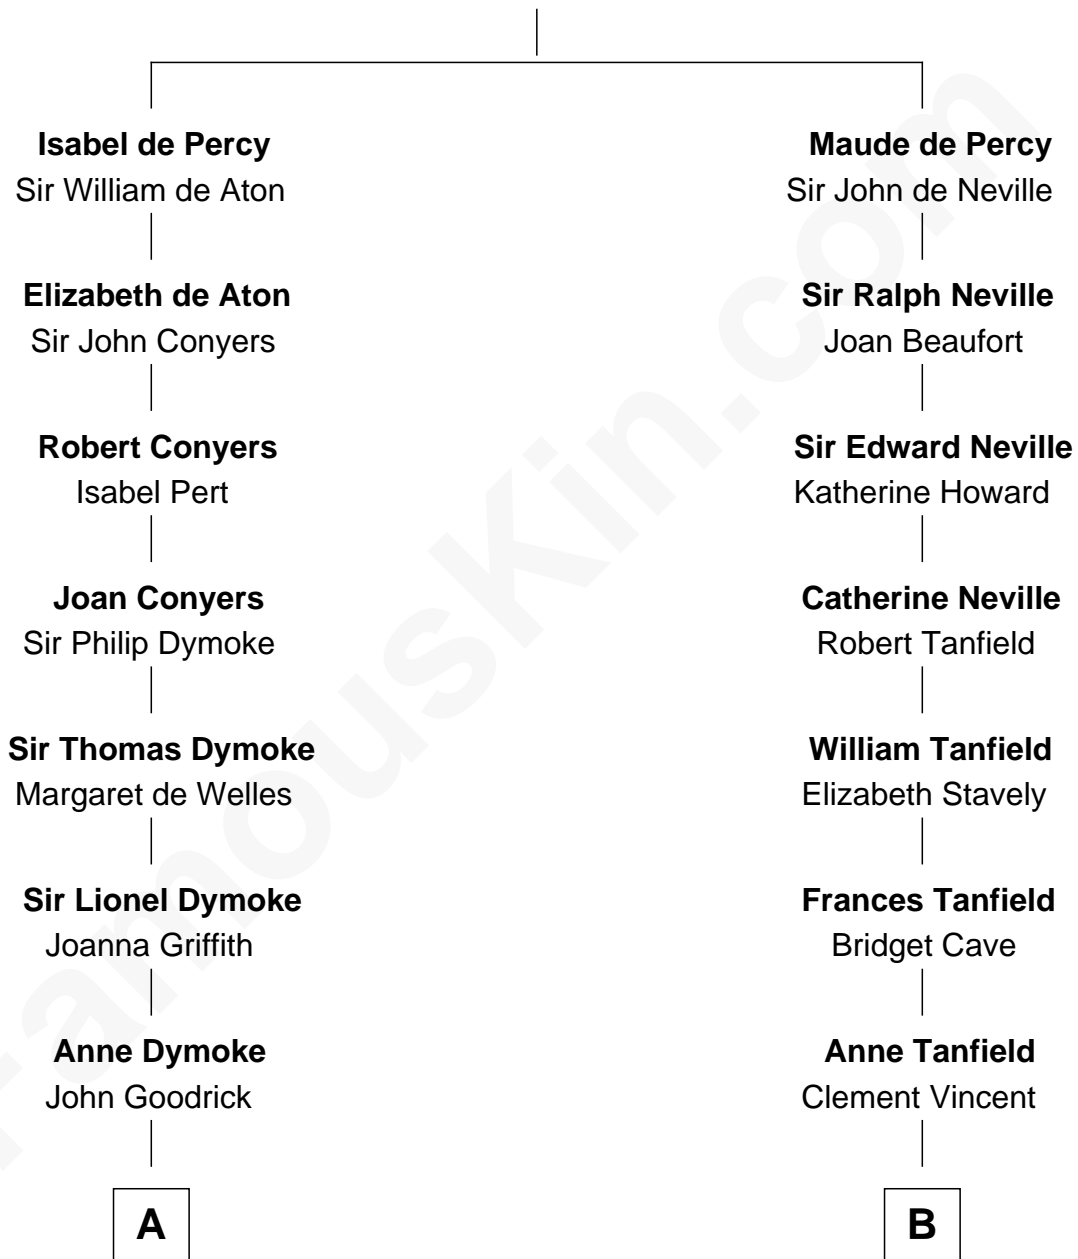 Isabel de Percy
Sir William de Aton
Elizabeth de Aton
Sir John Conyers
Robert Conyers
Isabel Pert
Joan Conyers
Sir Philip Dymoke
Sir Thomas Dymoke
Margaret de Welles
Sir Lionel Dymoke
Joanna Griffith
Anne Dymoke
John Goodrick
A
Maude de Percy
Sir John de Neville
Sir Ralph Neville
Joan Beaufort
Sir Edward Neville
Katherine Howard
Catherine Neville
Robert Tanfield
William Tanfield
Elizabeth Stavely
Frances Tanfield
Bridget Cave
Anne Tanfield
Clement Vincent
B
FamousKin.com